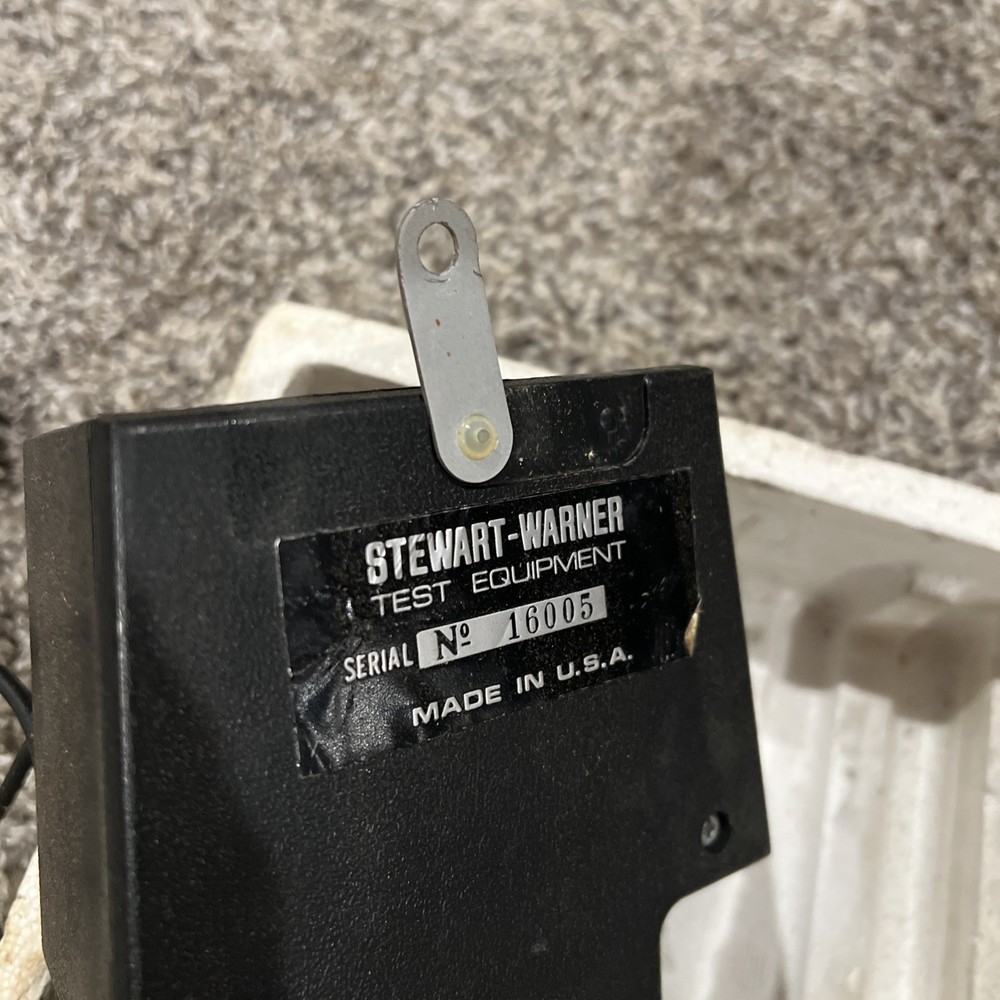 STEWART-WARNER
TEST EQUIPMENT
SERIAL Nº 16005
MADE IN U.S.A.